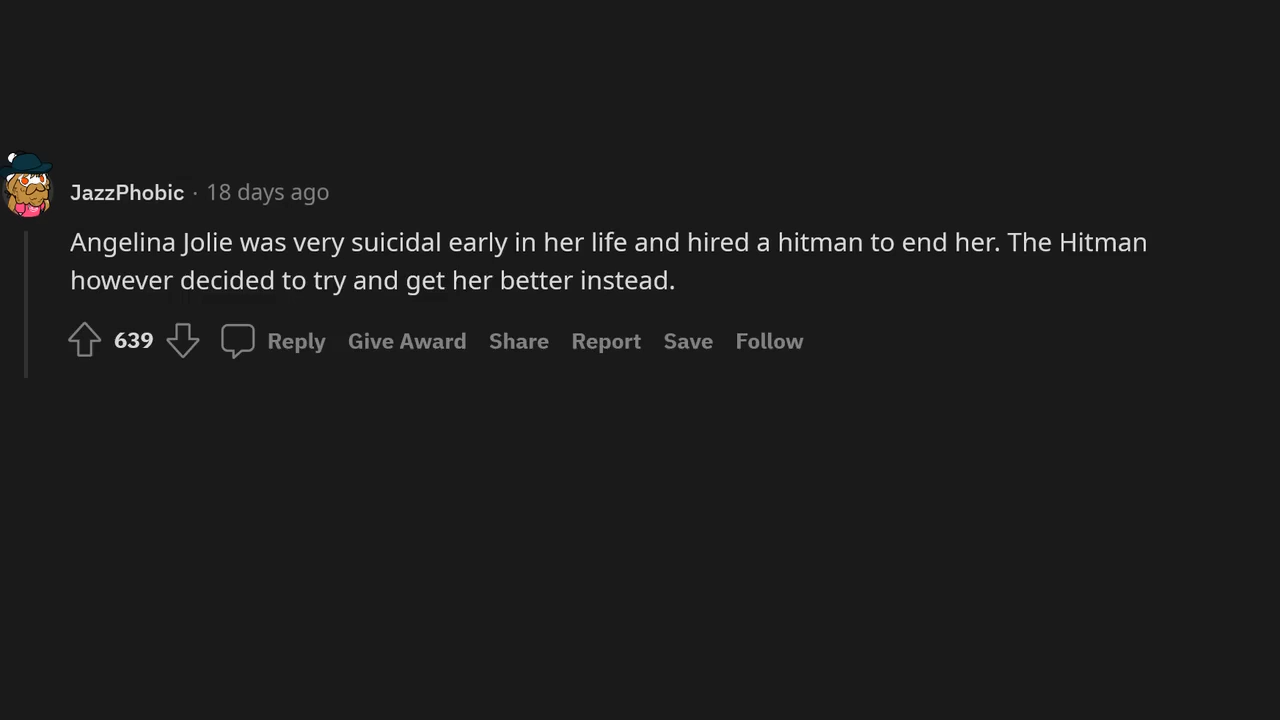 JazzPhobic · 18 days ago
Angelina Jolie was very suicidal early in her life and hired a hitman to end her. The Hitman
however decided to try and get her better instead.
639 Reply Give Award Share Report Save Follow